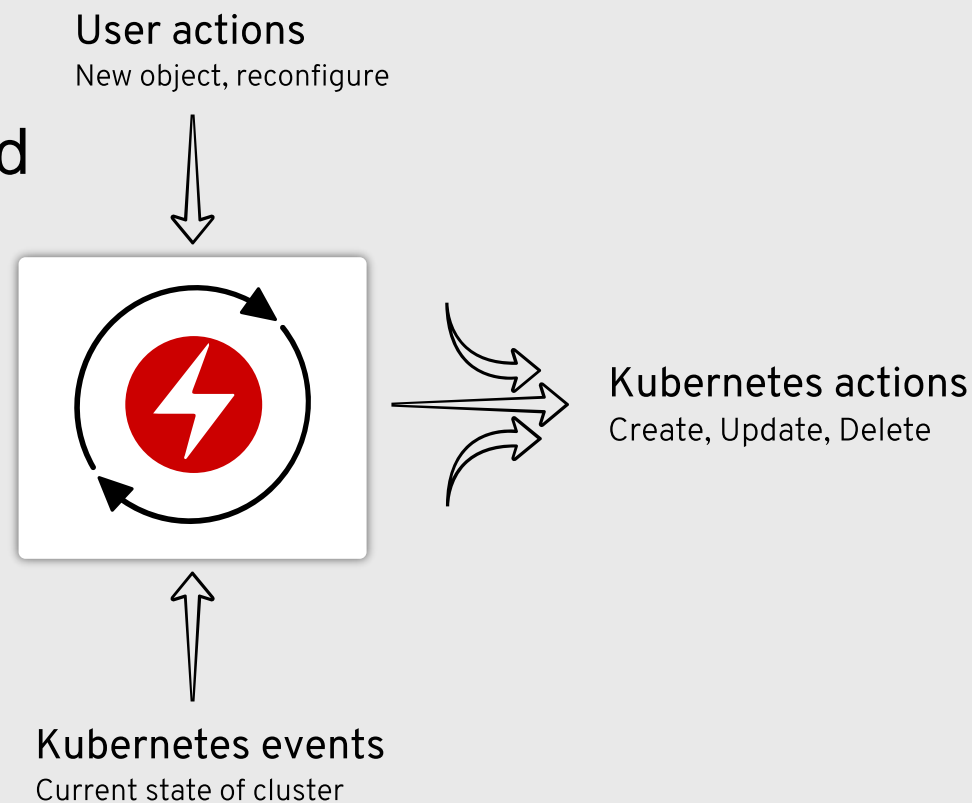 User actions
New object, reconfigure
d
Kubernetes actions
Create, Update, Delete
Kubernetes events
Current state of cluster